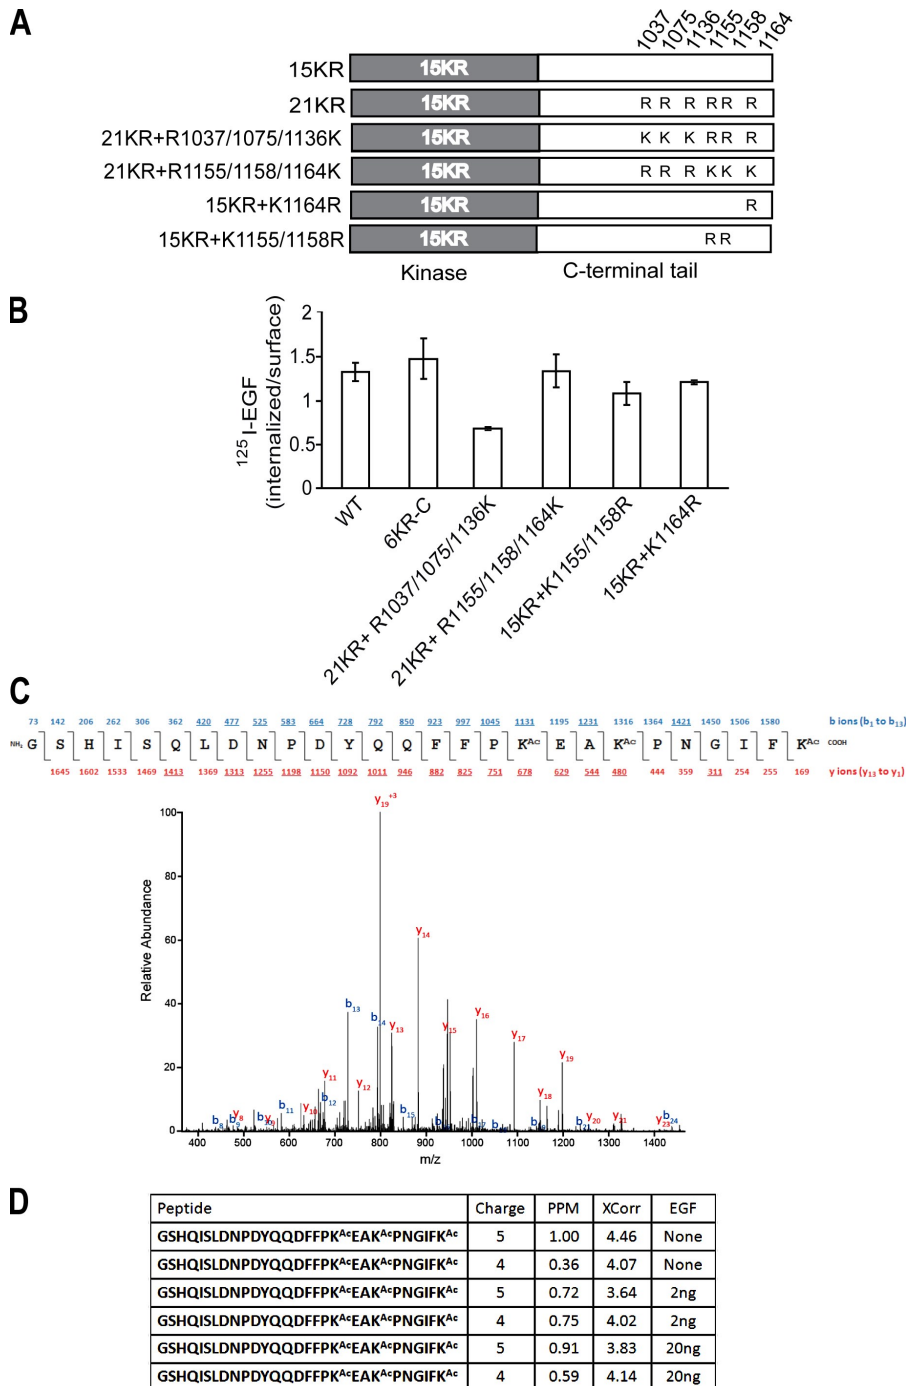 A
1037 1075 1136 1155 1158 1164
15KR 15KR
21KR 15KR R R R R R R
21KR+R1037/1075/1136K 15KR K K K R R R
21KR+R1155/1158/1164K 15KR R R R K K K
15KR+K1164R 15KR R
15KR+K1155/1158R 15KR R R
Kinase C-terminal tail
B
125 I-EGF
(internalized/surface)
2
1.5
1
0.5
0
WT
6KR-C
21KR+ R1037/1075/1136K
21KR+ R1155/1158/1164K
15KR+K1155/1158R
15KR+K1164R
C
73 142 206 262 306 362 420 477 525 583 664 728 792 850 923 997 1045 1131 1195 1231 1316 1364 1421 1450 1506 1580 b ions (b1 to b13)
NH2 G S H I S Q L D N P D Y Q Q F F P KAc E A KAc P N G I F KAc COOH
1645 1602 1533 1469 1413 1369 1313 1255 1198 1150 1092 1011 946 882 825 751 678 629 544 480 444 359 311 254 255 169 y ions (y13 to y1)
y19+3
100
80
y14
60
Relative Abundance
40
b13 b14 y13 y15 y16 y17
20
y19
y11 y12 b12 y18
b11 y10 b15
b8 b9 y8 y9 y20 y21 y23 b24
0
400 500 600 700 800 900 1000 1100 1200 1300 1400
m/z
D
Peptide Charge PPM XCorr EGF
GSHQISLDNPDYQQDFFPKAcEAKAcPNGIFKAc 5 1.00 4.46 None
GSHQISLDNPDYQQDFFPKAcEAKAcPNGIFKAc 4 0.36 4.07 None
GSHQISLDNPDYQQDFFPKAcEAKAcPNGIFKAc 5 0.72 3.64 2ng
GSHQISLDNPDYQQDFFPKAcEAKAcPNGIFKAc 4 0.75 4.02 2ng
GSHQISLDNPDYQQDFFPKAcEAKAcPNGIFKAc 5 0.91 3.83 20ng
GSHQISLDNPDYQQDFFPKAcEAKAcPNGIFKAc 4 0.59 4.14 20ng